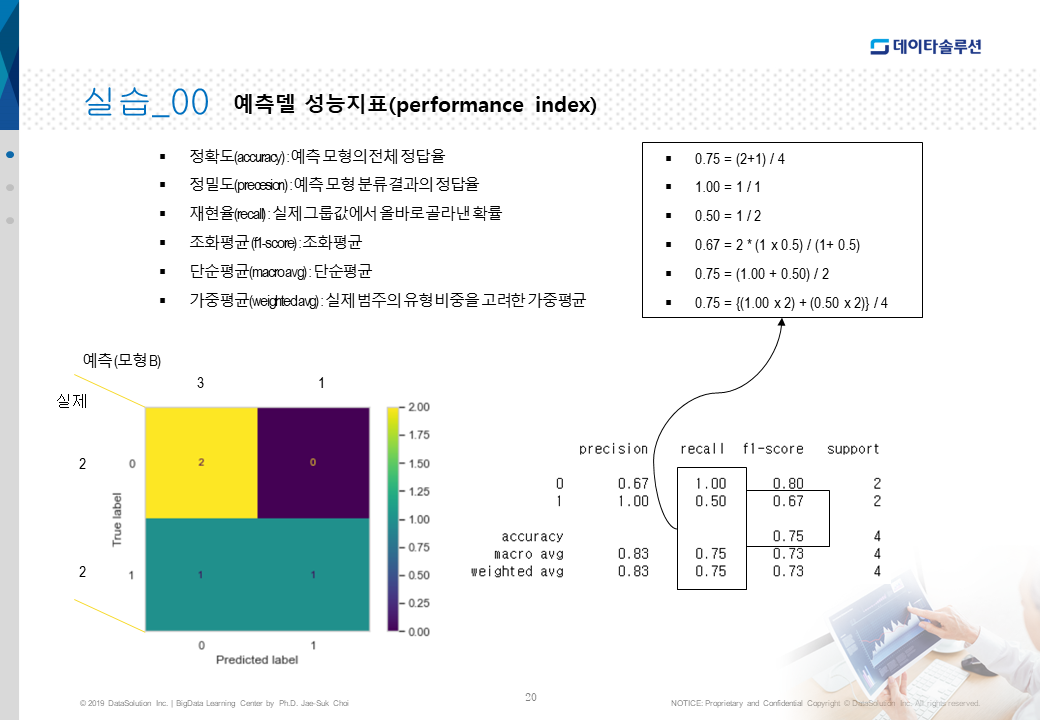 데이타솔루션
실습_00 예측델 성능지표(performance index)
▪ 정확도(accuracy) : 예측 모형의 전체 정답율
▪ 정밀도(precesion) : 예측 모형 분류 결과의 정답율
▪ 재현율(recall) : 실제 그룹값에서 올바로 골라낸 확률
▪ 조화평균(f1-score) : 조화평균
▪ 단순평균(macro avg) : 단순평균
▪ 가중평균(weighted avg) : 실제 범주의 유형 비중을 고려한 가중평균
▪ 0.75 = (2+1) / 4
▪ 1.00 = 1 / 1
▪ 0.50 = 1 / 2
▪ 0.67 = 2 * (1 x 0.5) / (1+ 0.5)
▪ 0.75 = (1.00 + 0.50) / 2
▪ 0.75 = {(1.00 x 2) + (0.50 x 2)} / 4
예측(모형B)
3 1
실제
2
2
True label
0 2 0
1 1 1
0 1
Predicted label
2.00
1.75
1.50
1.25
1.00
0.75
0.50
0.25
0.00
precision recall f1-score support
0 0.67 1.00 0.80 2
1 1.00 0.50 0.67 2
accuracy 0.75 4
macro avg 0.83 0.75 0.73 4
weighted avg 0.83 0.75 0.73 4
© 2019 DataSolution Inc. | BigData Learning Center by Ph.D. Jae-Suk Choi
20
NOTICE: Proprietary and Confidential Copyright © DataSolution Inc. All rights reserved.